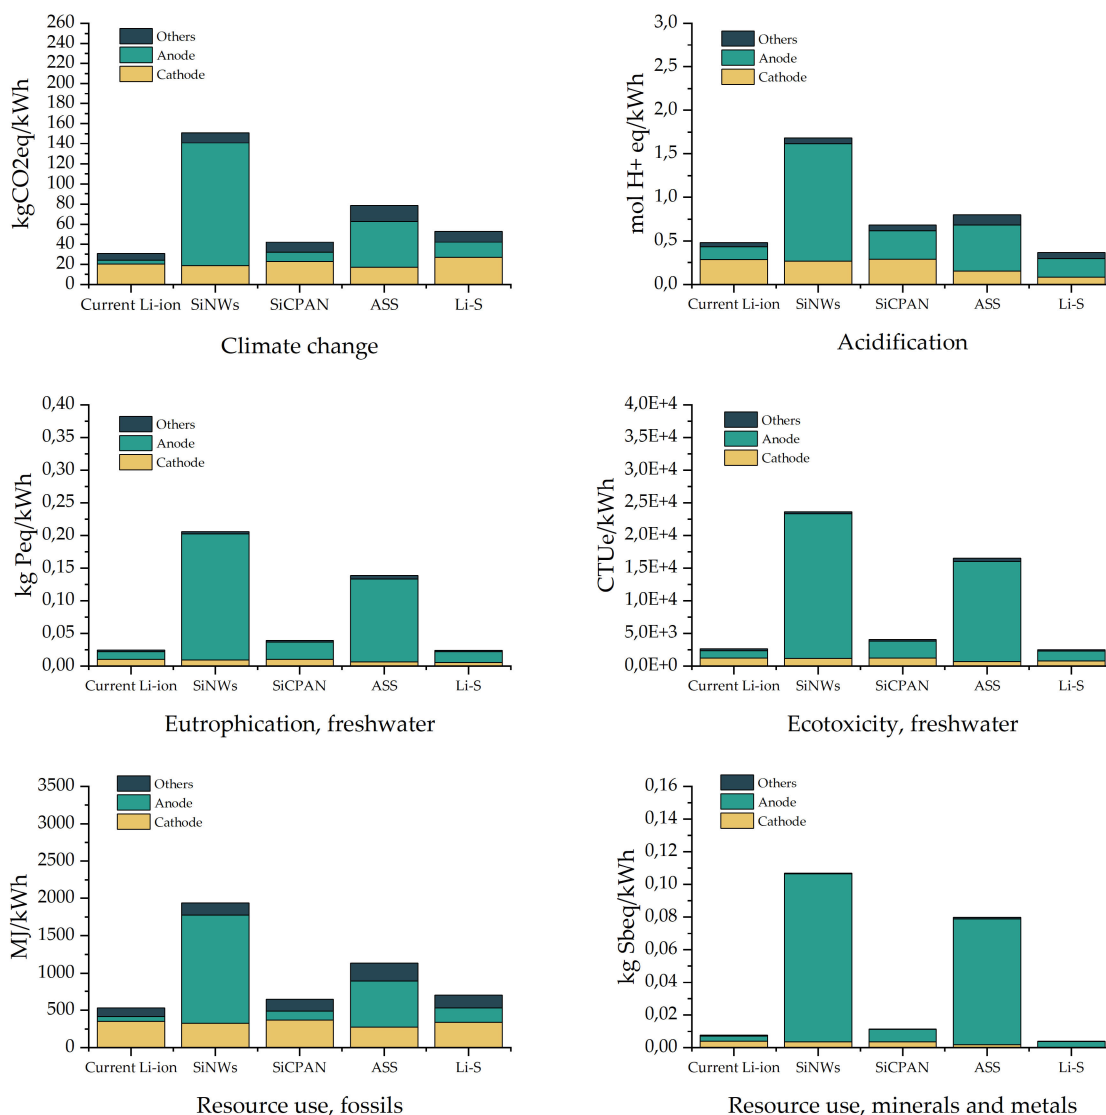 260
240
220
200
180
160
140
120
100
80
60
40
20
0
kgCO2eq/kWh
Others
Anode
Cathode
Current Li-ion SiNWs SiCPAN ASS Li-S
Climate change
3,0
2,5
2,0
1,5
1,0
0,5
0,0
mol H+ eq/kWh
Others
Anode
Cathode
Current Li-ion SiNWs SiCPAN ASS Li-S
Acidification
0,40
0,35
0,30
0,25
0,20
0,15
0,10
0,05
0,00
kg Peq/kWh
Others
Anode
Cathode
Current Li-ion SiNWs SiCPAN ASS Li-S
Eutrophication, freshwater
4,0E+4
3,5E+4
3,0E+4
2,5E+4
2,0E+4
1,5E+4
1,0E+4
5,0E+3
0,0E+0
CTUe/kWh
Others
Anode
Cathode
Current Li-ion SiNWs SiCPAN ASS Li-S
Ecotoxicity, freshwater
3500
3000
2500
2000
1500
1000
500
0
MJ/kWh
Others
Anode
Cathode
Current Li-ion SiNWs SiCPAN ASS Li-S
Resource use, fossils
0,16
0,14
0,12
0,10
0,08
0,06
0,04
0,02
0,00
kg Sbeq/kWh
Others
Anode
Cathode
Current Li-ion SiNWs SiCPAN ASS Li-S
Resource use, minerals and metals